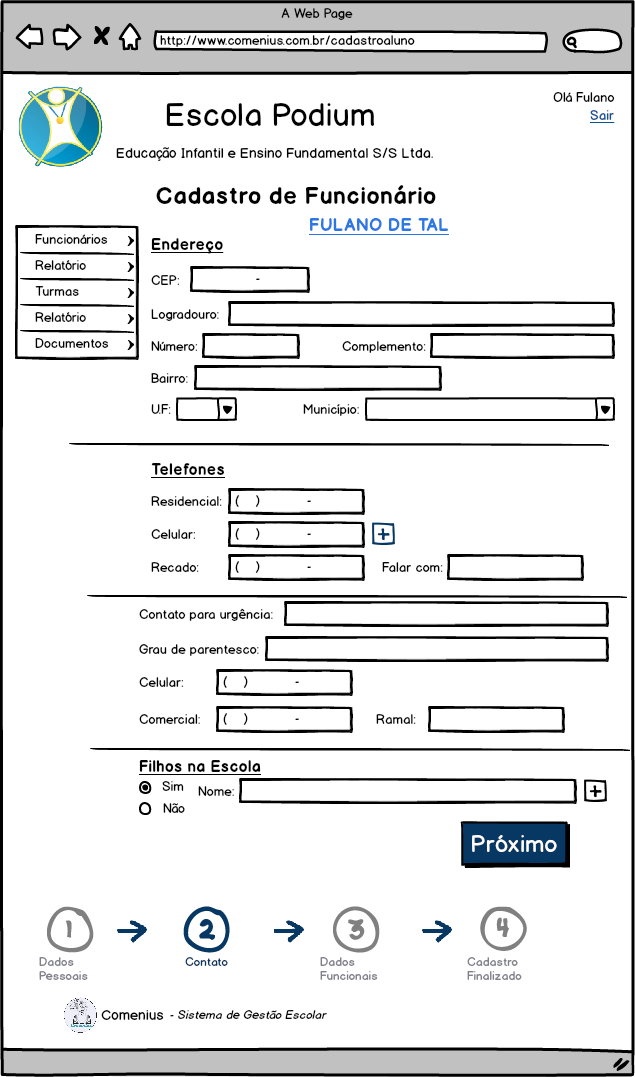 A Web Page
http://www.comenius.com.br/cadastroaluno
Olá Fulano
Sair
Escola Podium
Educação Infantil e Ensino Fundamental S/S Ltda.
Cadastro de Funcionário
FULANO DE TAL
Funcionários
Relatório
Turmas
Relatório
Documentos
Endereço
CEP: -
Logradouro:
Número: Complemento:
Bairro:
U.F: Município:
Telefones
Residencial: ( ) -
Celular: ( ) - +
Recado: ( ) - Falar com:
Contato para urgência:
Grau de parentesco:
Celular: ( ) -
Comercial: ( ) - Ramal:
Filhos na Escola
Sim Nome: +
Não
Próximo
1 2 3 4
Dados Pessoais
Contato
Dados Funcionais
Cadastro Finalizado
Comenius - Sistema de Gestão Escolar